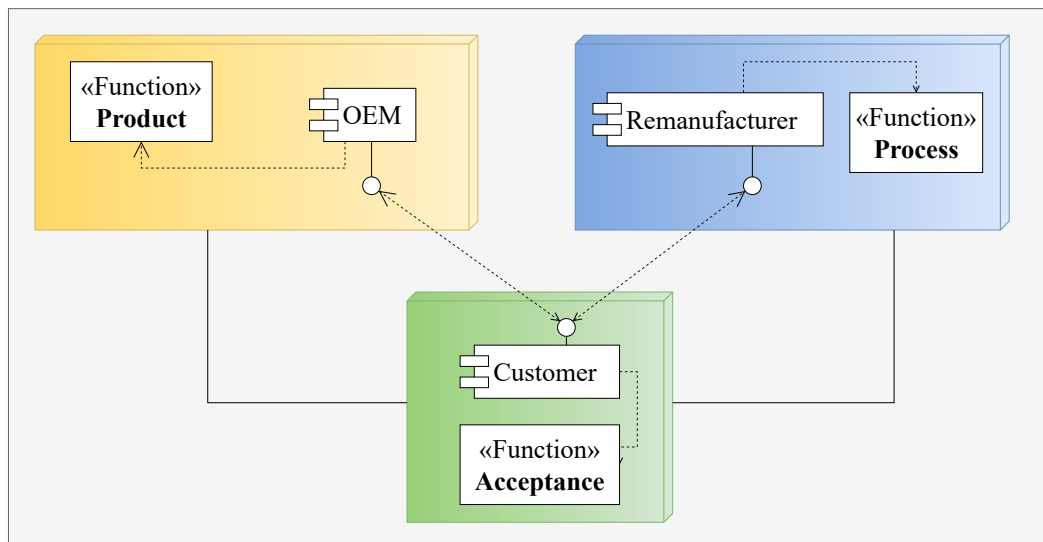 «Function»
Product
OEM
Remanufacturer
«Function»
Process
Customer
«Function»
Acceptance